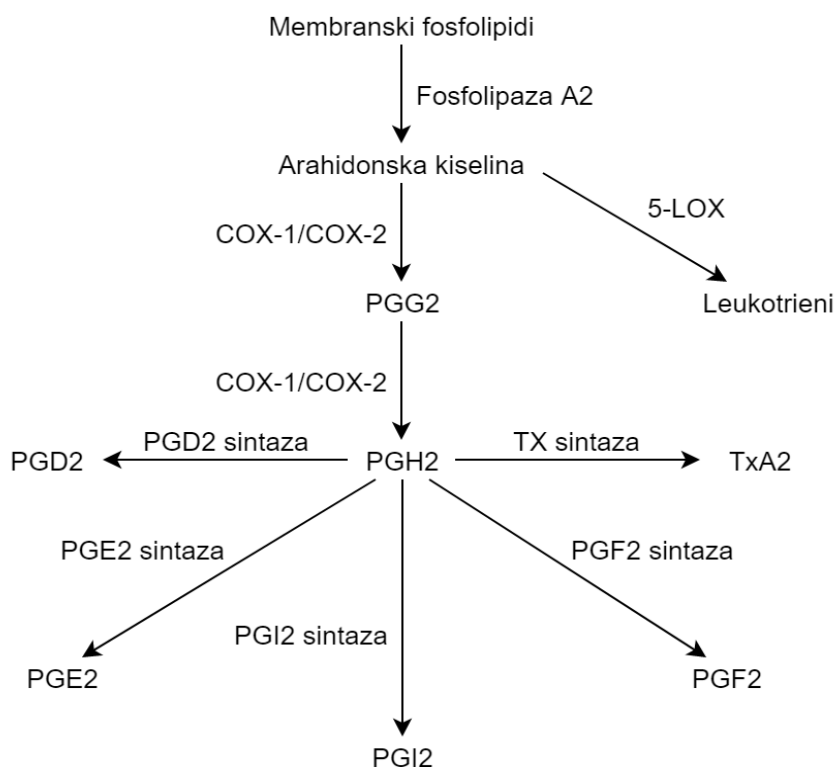 Membranski fosfolipidi
Fosfolipaza A2
Arahidonska kiselina
5-LOX
COX-1/COX-2
PGG2
Leukotrieni
COX-1/COX-2
PGD2 sintaza
TX sintaza
PGD2
PGH2
TxA2
PGE2 sintaza
PGF2 sintaza
PGI2 sintaza
PGE2
PGF2
PGI2